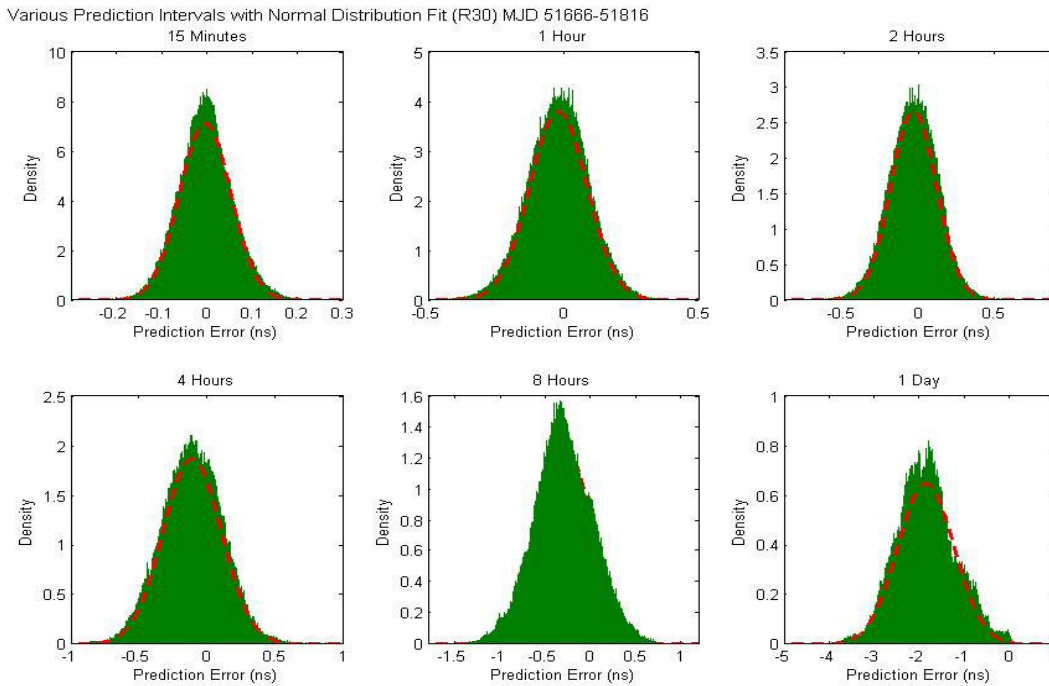 Various Prediction Intervals with Normal Distribution Fit (R30) MJD 51666-51816
15 Minutes
10
8
6
4
2
0
-0.2 -0.1 0 0.1 0.2 0.3
Density
Prediction Error (ns)
1 Hour
5
4
3
2
1
0
-0.5 0 0.5
Density
Prediction Error (ns)
2 Hours
3.5
3
2.5
2
1.5
1
0.5
0
-0.5 0 0.5
Density
Prediction Error (ns)
4 Hours
2.5
2
1.5
1
0.5
0
-1 -0.5 0 0.5 1
Density
Prediction Error (ns)
8 Hours
1.6
1.4
1.2
1
0.8
0.6
0.4
0.2
0
-1.5 -1 -0.5 0 0.5 1
Density
Prediction Error (ns)
1 Day
1
0.8
0.6
0.4
0.2
0
-5 -4 -3 -2 -1 0 1
Density
Prediction Error (ns)